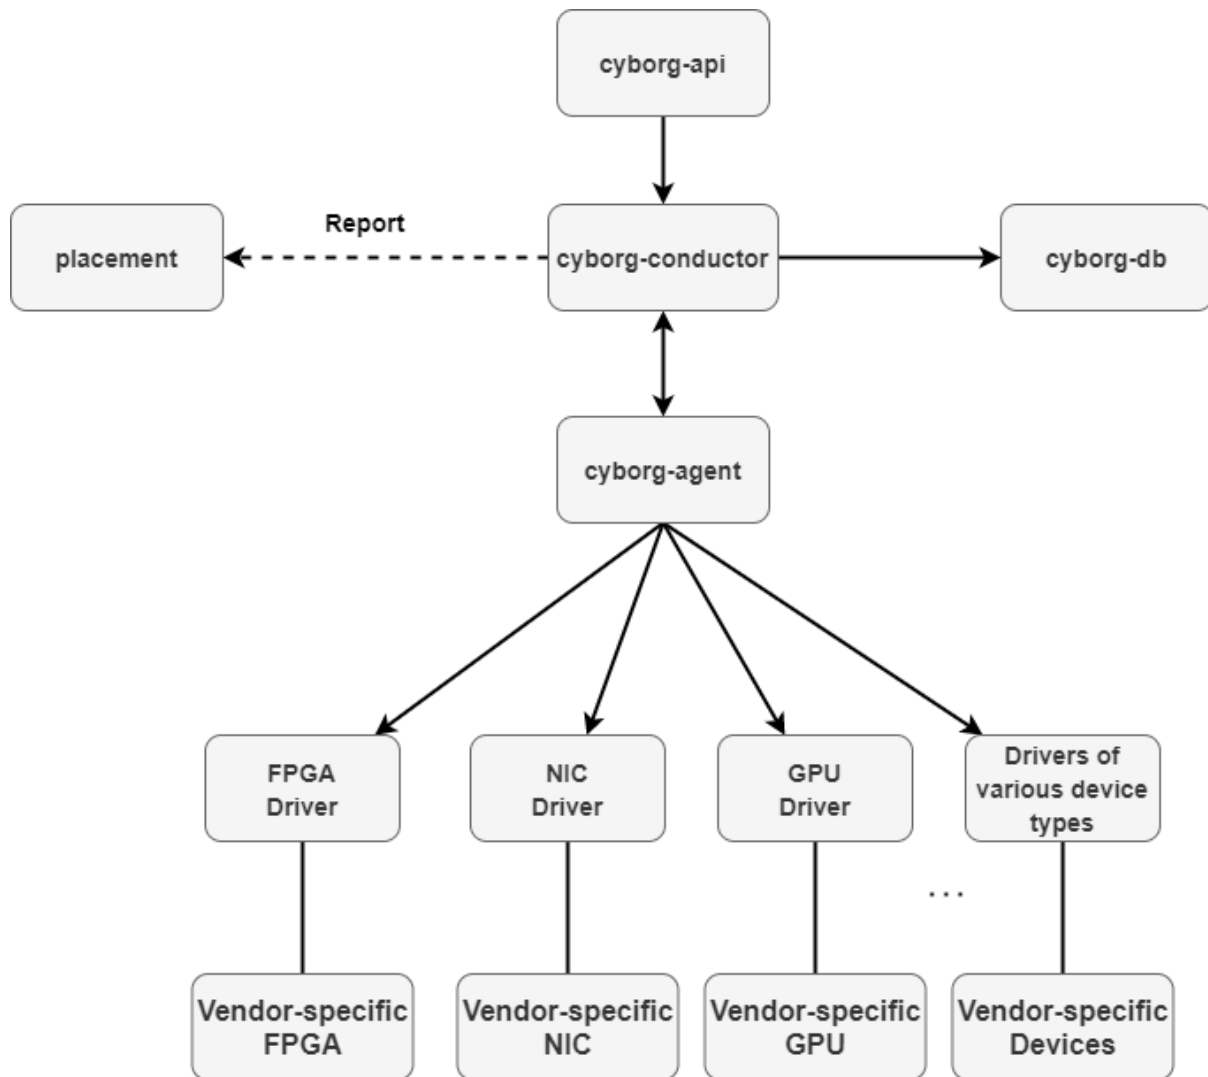 cyborg-api
Report
placement
cyborg-conductor
cyborg-db
cyborg-agent
FPGA
Driver
NIC
Driver
GPU
Driver
Drivers of
various device
types
...
Vendor-specific
FPGA
Vendor-specific
NIC
Vendor-specific
GPU
Vendor-specific
Devices